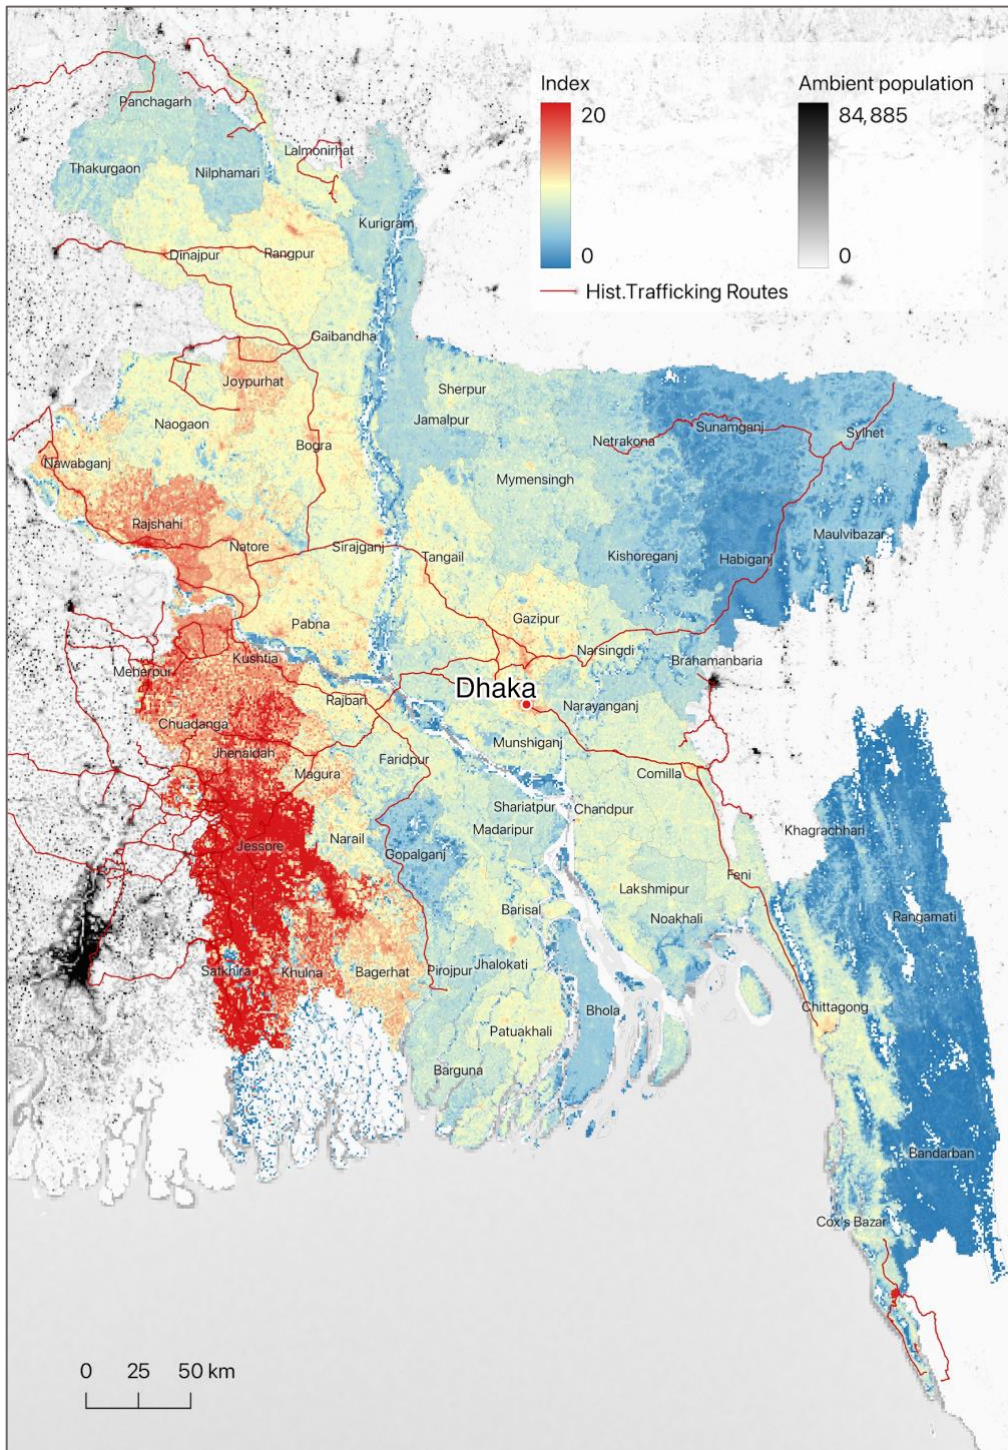 Index
20
0
Ambient population
84,885
0
Hist.Trafficking Routes
Panchagarh
Thakurgaon
Nilphamari
Lalmonirhat
Kurigram
Dinajpur
Rangpur
Gaibandha
Joypurhat
Sherpur
Jamalpur
Naogaon
Bogra
Netrakona
Sunamganj
Sylhet
Nawabganj
Mymensingh
Rajshahi
Natore
Sirajganj
Tangail
Kishoreganj
Habiganj
Maulvibazar
Pabna
Gazipur
Narsingdi
Kushtia
Meherpur
Brahamanbaria
Dhaka
Rajbari
Narayanganj
Chuadanga
Jhenaidah
Munshiganj
Faridpur
Magura
Comilla
Shariatpur
Chandpur
Madaripur
Khagrachhari
Narail
Jessore
Gopalganj
Feni
Lakshmipur
Barisal
Noakhali
Rangamati
Satkhira
Khulna
Bagerhat
Pirojpur
Jhalokati
Bhola
Chittagong
Patuakhali
Barguna
Bandarban
Cox's Bazar
0 25 50 km